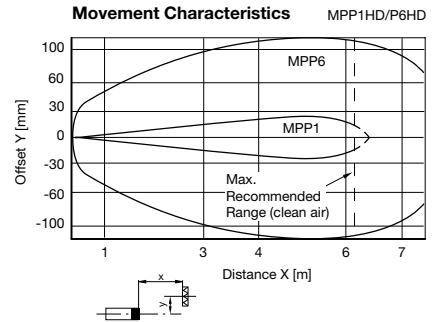 Movement Characteristics MPP1HD/P6HD
100
60
30
0
-30
-60
-100
Offset Y [mm]
MPP6
MPP1
Max.
Recommended
Range (clean air)
1 3 4 6 7
Distance X [m]
x
y